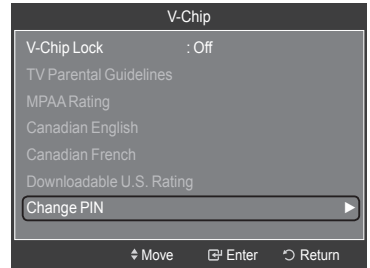 V-Chip
V-Chip Lock : Off
TV Parental Guidelines
MPAA Rating
Canadian English
Canadian French
Downloadable U.S. Rating
Change PIN
Move Enter Return